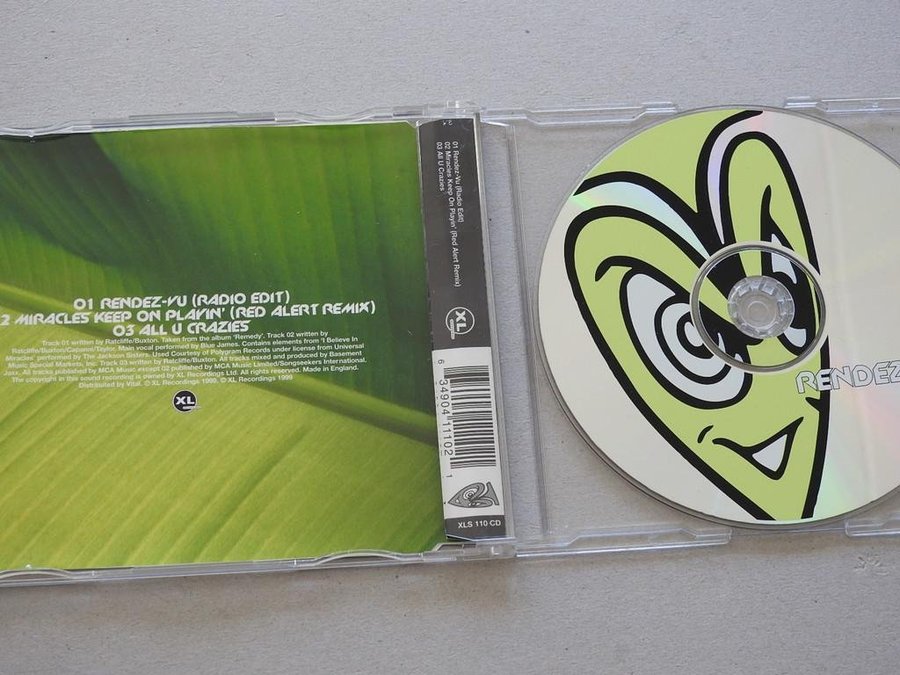 01 RENDEZ-VU (RADIO EDIT)
2 MIRACLES KEEP ON PLAYIN' (RED ALERT REMIX)
03 ALL U CRAZIES
Track 01 written by Ratcliffe/Buxton. Taken from the album 'Remedy'. Track 02 written by
Ratcliffe/Buxton/Capanni/Taylor. Main vocal performed by Blue James. Contains elements from 'I Believe In
Miracles' performed by The Jackson Sisters. Used Courtesy of Polygram Records under license from Universal
Music Special Markets, Inc. Track 03 written by Ratcliffe/Buxton. All tracks mixed and produced by Basement
Jaxx. All tracks published by MCA Music except 02 published by MCA Music Limited/Songseekers International.
The copyright in this sound recording is owned by XL Recordings Ltd. All rights reserved. Made in England.
Distributed by Vital. ℗ XL Recordings 1999. © XL Recordings 1999
XL
01 Rendez-Vu (Radio Edit)
02 Miracles Keep On Playin' (Red Alert Remix)
03 All U Crazies
XL
6 34904 11102 1
XLS 110 CD
RENDEZ